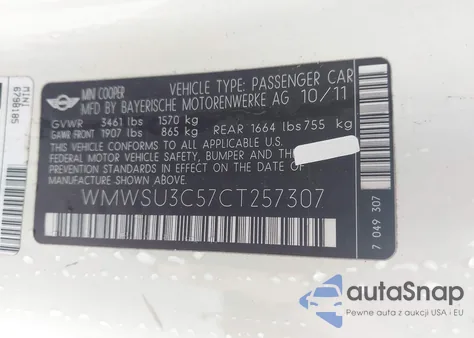 MINI COOPER
VEHICLE TYPE: PASSENGER CAR
MFD BY BAYERISCHE MOTORENWERKE AG 10/11
GVWR 3461 lbs 1570 kg
GAWR FRONT 1907 lbs 865 kg REAR 1664 lbs 755 kg
THIS VEHICLE CONFORMS TO ALL APPLICABLE
FEDERAL MOTOR VEHICLE SAFETY, BUMPER, AND THEFT
PREVENTION STANDARDS IN EFFECT ON THE DATE OF
MANUFACTURE SHOWN ABOVE.
WMWSU3C57CT257307
7 049 307
MINI
6798185
autoSnap
Pewne auta z aukcji USA i EU